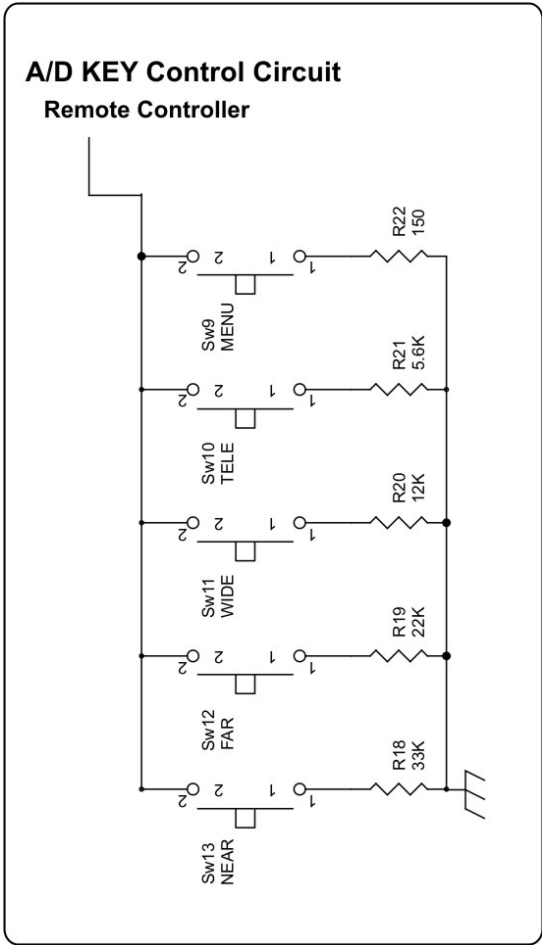 A/D KEY Control Circuit
Remote Controller
2
2
1
1
R22
150
Sw9
MENU
2
2
1
1
R21
5.6K
Sw10
TELE
2
2
1
1
R20
12K
Sw11
WIDE
2
2
1
1
R19
22K
Sw12
FAR
2
2
1
1
R18
33K
Sw13
NEAR